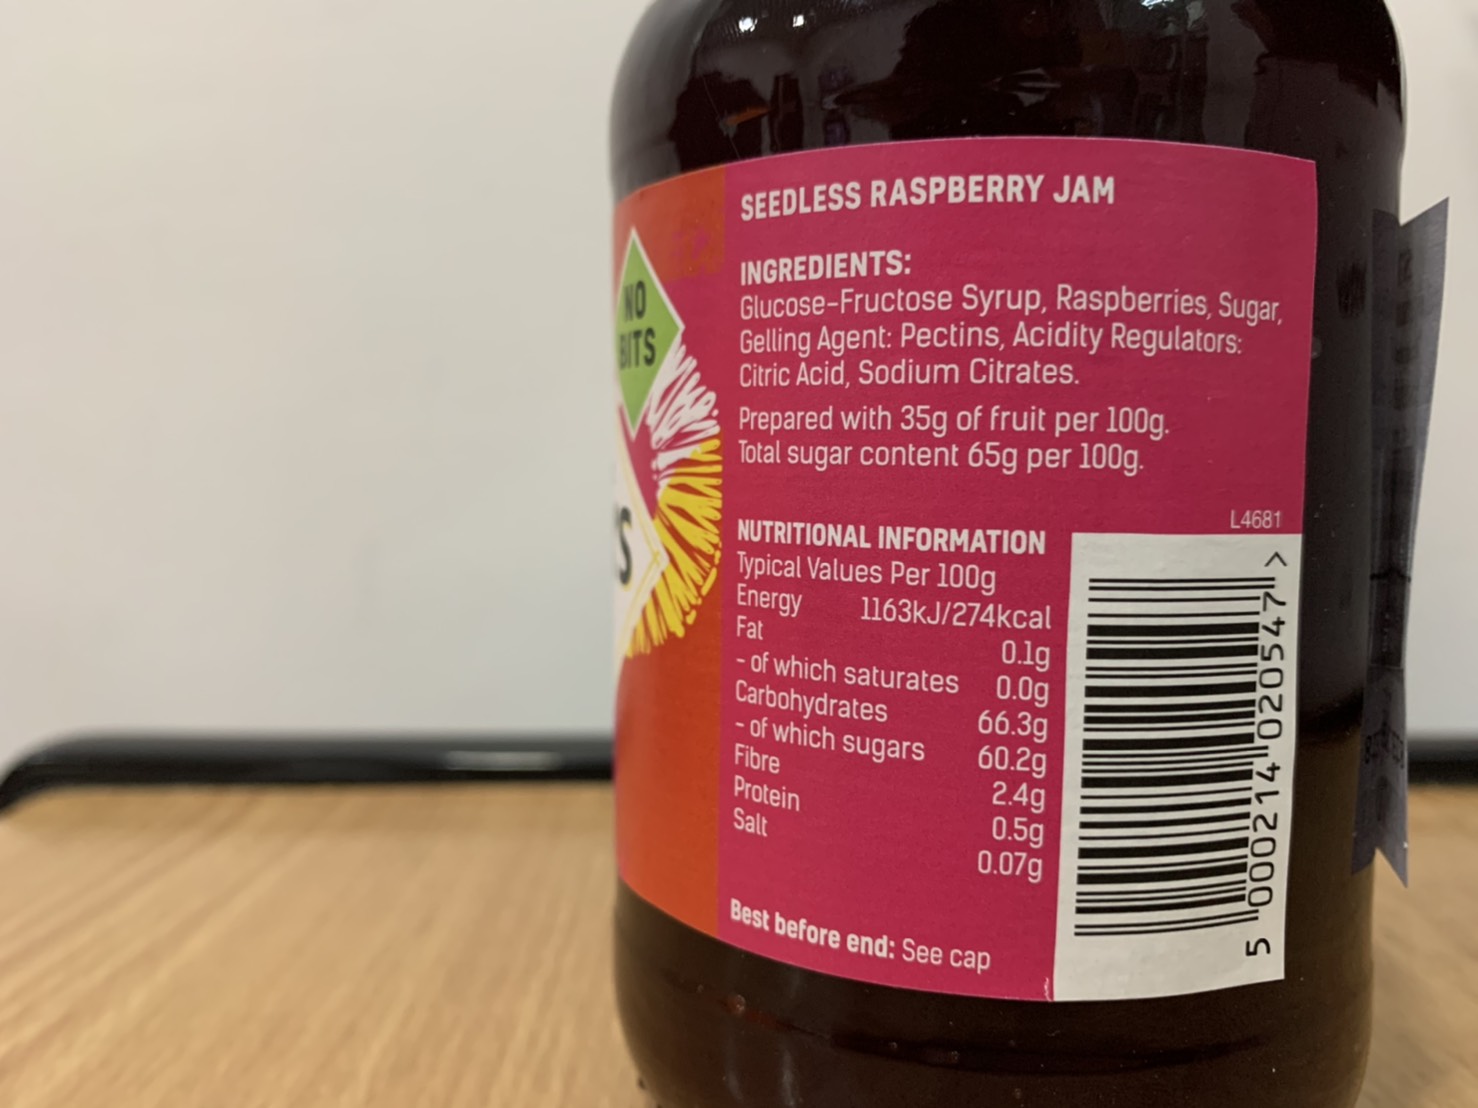 NO
BITS
'S
SEEDLESS RASPBERRY JAM
INGREDIENTS:
Glucose-Fructose Syrup, Raspberries, Sugar,
Gelling Agent: Pectins, Acidity Regulators:
Citric Acid, Sodium Citrates.
Prepared with 35g of fruit per 100g.
Total sugar content 65g per 100g.
L4681
NUTRITIONAL INFORMATION
Typical Values Per 100g
Energy 1163kJ/274kcal
Fat 0.1g
- of which saturates 0.0g
Carbohydrates 66.3g
- of which sugars 60.2g
Fibre 2.4g
Protein 0.5g
Salt 0.07g
Best before end: See cap
5 000214 020547 >